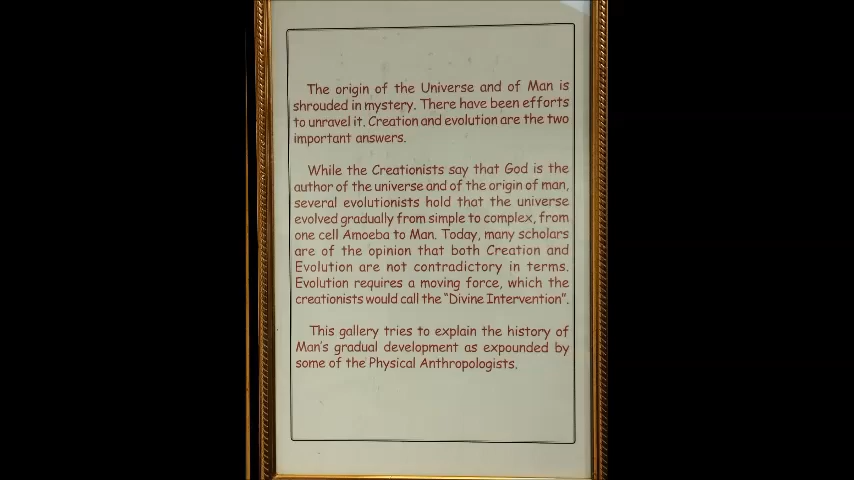 The origin of the Universe and of Man is
shrouded in mystery. There have been efforts
to unravel it. Creation and evolution are the two
important answers.
While the Creationists say that God is the
author of the universe and of the origin of man,
several evolutionists hold that the universe
evolved gradually from simple to complex, from
one cell Amoeba to Man. Today, many scholars
are of the opinion that both Creation and
Evolution are not contradictory in terms.
Evolution requires a moving force, which the
creationists would call the "Divine Intervention".
This gallery tries to explain the history of
Man's gradual development as expounded by
some of the Physical Anthropologists.